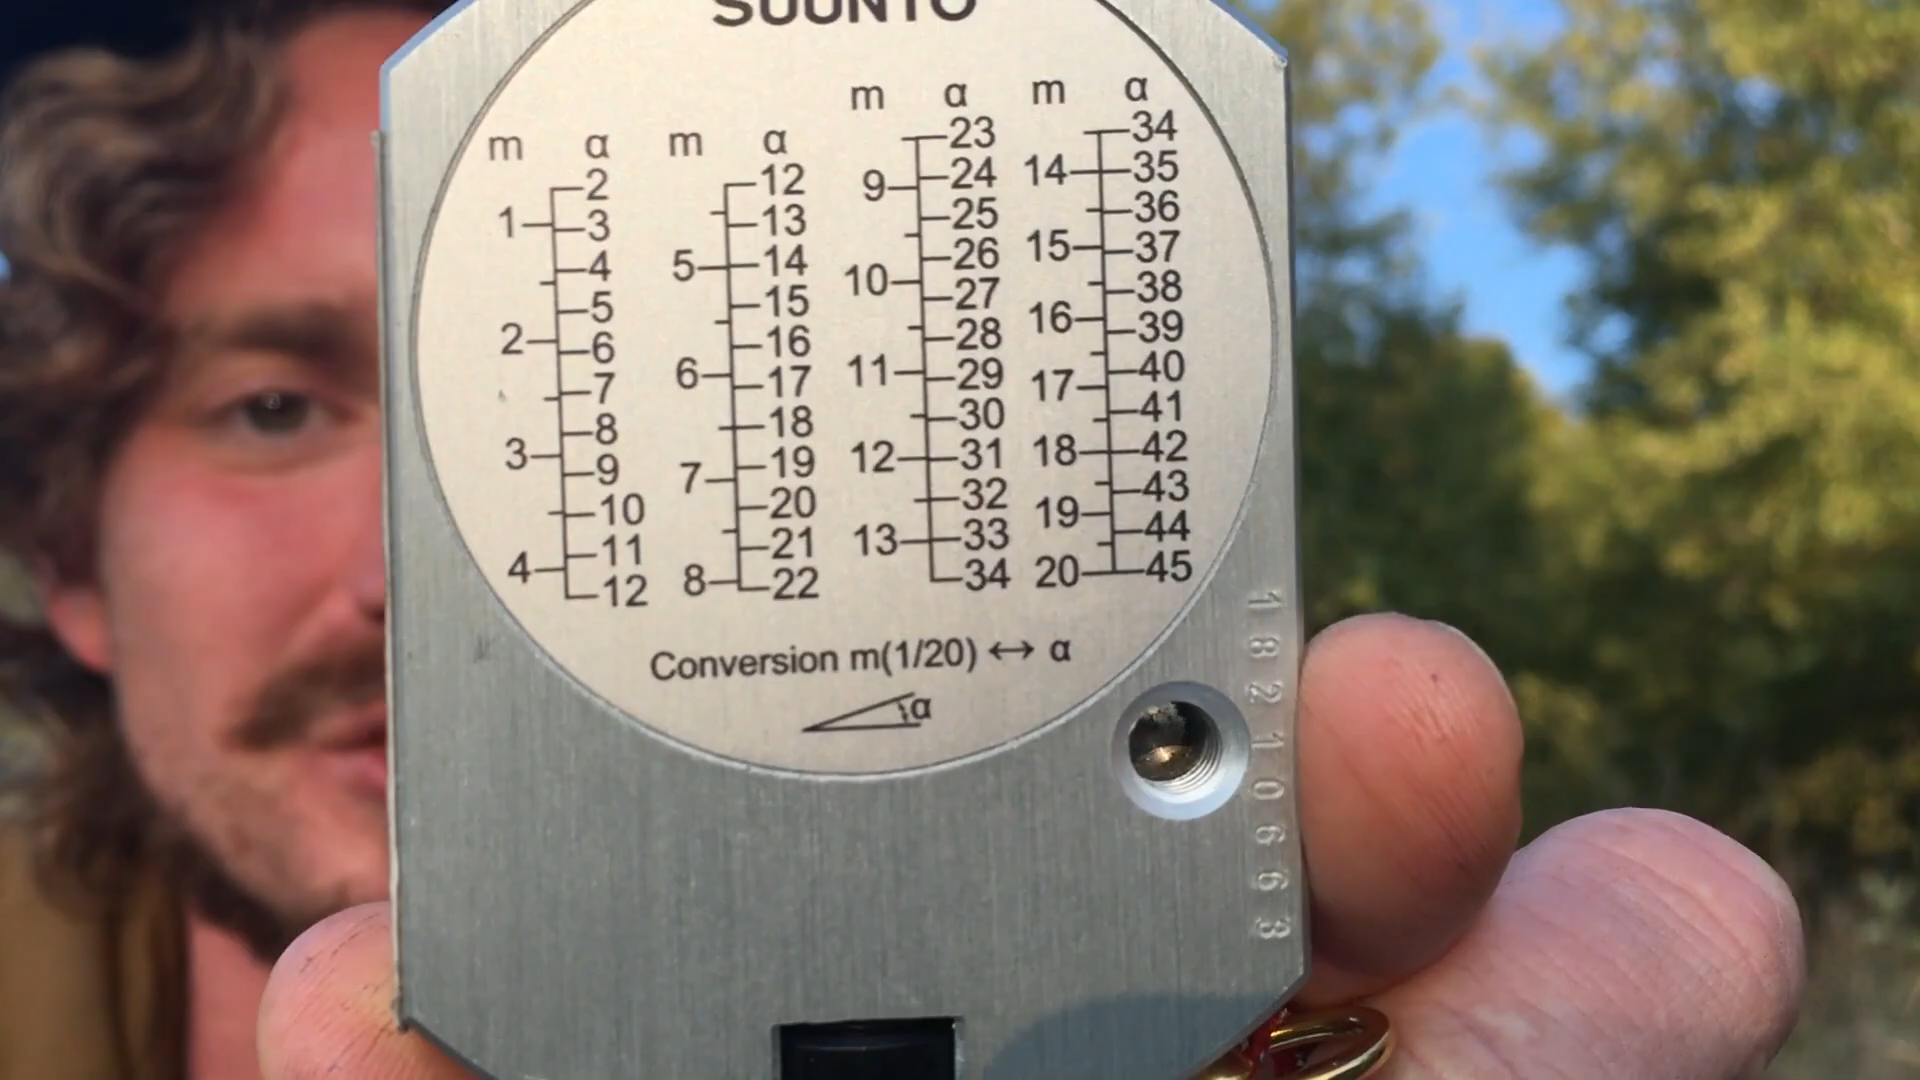 SUUNTO
m α m α m α m α
1 2 3 4
2 3 4 5 6 7 8 9 10 11 12
5 6 7 8
12 13 14 15 16 17 18 19 20 21 22
9 10 11 12 13
23 24 25 26 27 28 29 30 31 32 33 34
14 15 16 17 18 19 20
34 35 36 37 38 39 40 41 42 43 44 45
Conversion m(1/20) ↔ α
α
18210663